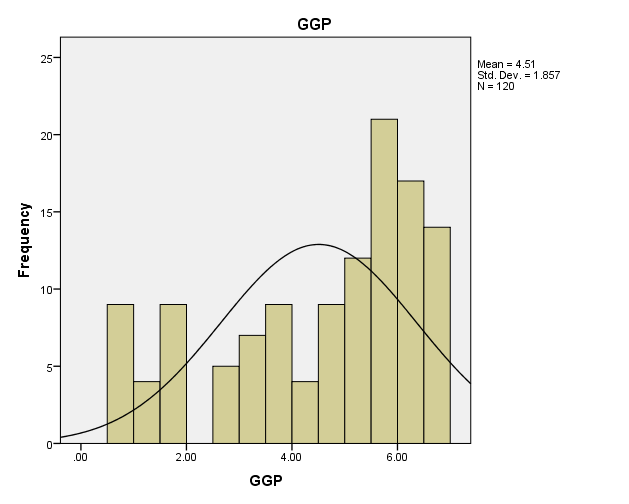 GGP
Mean = 4.51
Std. Dev. = 1.857
N = 120
25
20
15
10
5
0
Frequency
.00 2.00 4.00 6.00
GGP